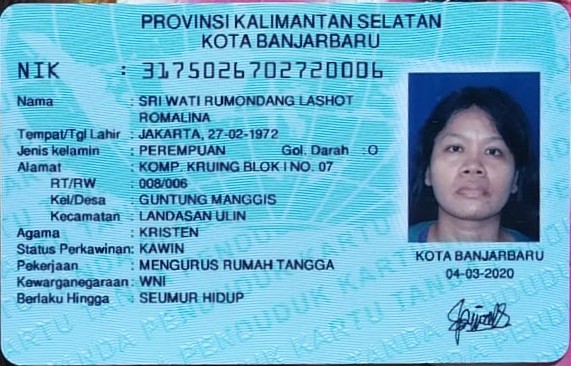 PROVINSI KALIMANTAN SELATAN
KOTA BANJARBARU
NIK : 3175026702720006
Nama : SRI WATI RUMONDANG LASHOT
ROMALINA
Tempat/Tgl Lahir : JAKARTA, 27-02-1972
Jenis kelamin : PEREMPUAN Gol. Darah : O
Alamat : KOMP. KRUING BLOK I NO. 07
RT/RW : 008/006
Kel/Desa : GUNTUNG MANGGIS
Kecamatan : LANDASAN ULIN
Agama : KRISTEN
Status Perkawinan: KAWIN
Pekerjaan : MENGURUS RUMAH TANGGA
Kewarganegaraan : WNI
Berlaku Hingga : SEUMUR HIDUP
KOTA BANJARBARU
04-03-2020